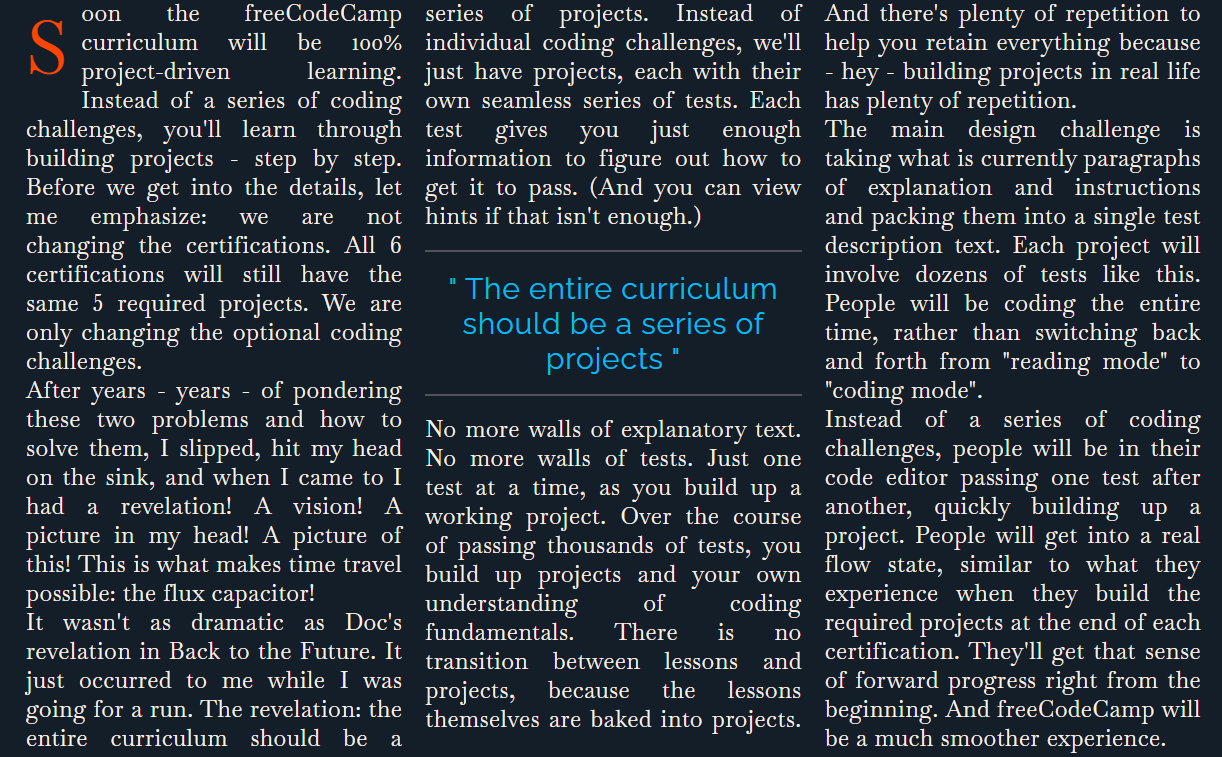 Soon the freeCodeCamp
curriculum will be 100%
project-driven learning.
Instead of a series of coding
challenges, you'll learn through
building projects - step by step.
Before we get into the details, let
me emphasize: we are not
changing the certifications. All 6
certifications will still have the
same 5 required projects. We are
only changing the optional coding
challenges.
After years - years - of pondering
these two problems and how to
solve them, I slipped, hit my head
on the sink, and when I came to I
had a revelation! A vision! A
picture in my head! A picture of
this! This is what makes time travel
possible: the flux capacitor!
It wasn't as dramatic as Doc's
revelation in Back to the Future. It
just occurred to me while I was
going for a run. The revelation: the
entire curriculum should be a
series of projects. Instead of
individual coding challenges, we'll
just have projects, each with their
own seamless series of tests. Each
test gives you just enough
information to figure out how to
get it to pass. (And you can view
hints if that isn't enough.)
" The entire curriculum
should be a series of
projects "
No more walls of explanatory text.
No more walls of tests. Just one
test at a time, as you build up a
working project. Over the course
of passing thousands of tests, you
build up projects and your own
understanding of coding
fundamentals. There is no
transition between lessons and
projects, because the lessons
themselves are baked into projects.
And there's plenty of repetition to
help you retain everything because
- hey - building projects in real life
has plenty of repetition.
The main design challenge is
taking what is currently paragraphs
of explanation and instructions
and packing them into a single test
description text. Each project will
involve dozens of tests like this.
People will be coding the entire
time, rather than switching back
and forth from "reading mode" to
"coding mode".
Instead of a series of coding
challenges, people will be in their
code editor passing one test after
another, quickly building up a
project. People will get into a real
flow state, similar to what they
experience when they build the
required projects at the end of each
certification. They'll get that sense
of forward progress right from the
beginning. And freeCodeCamp will
be a much smoother experience.